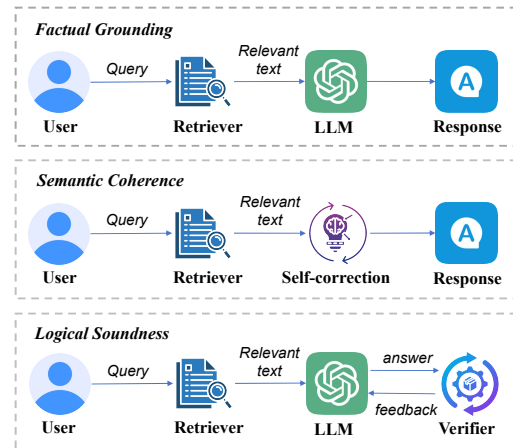 Factual Grounding
Query
Relevant
text
User
Retriever
LLM
A
Response
Semantic Coherence
Query
Relevant
text
User
Retriever
Self-correction
A
Response
Logical Soundness
Query
Relevant
text
answer
feedback
User
Retriever
LLM
Verifier